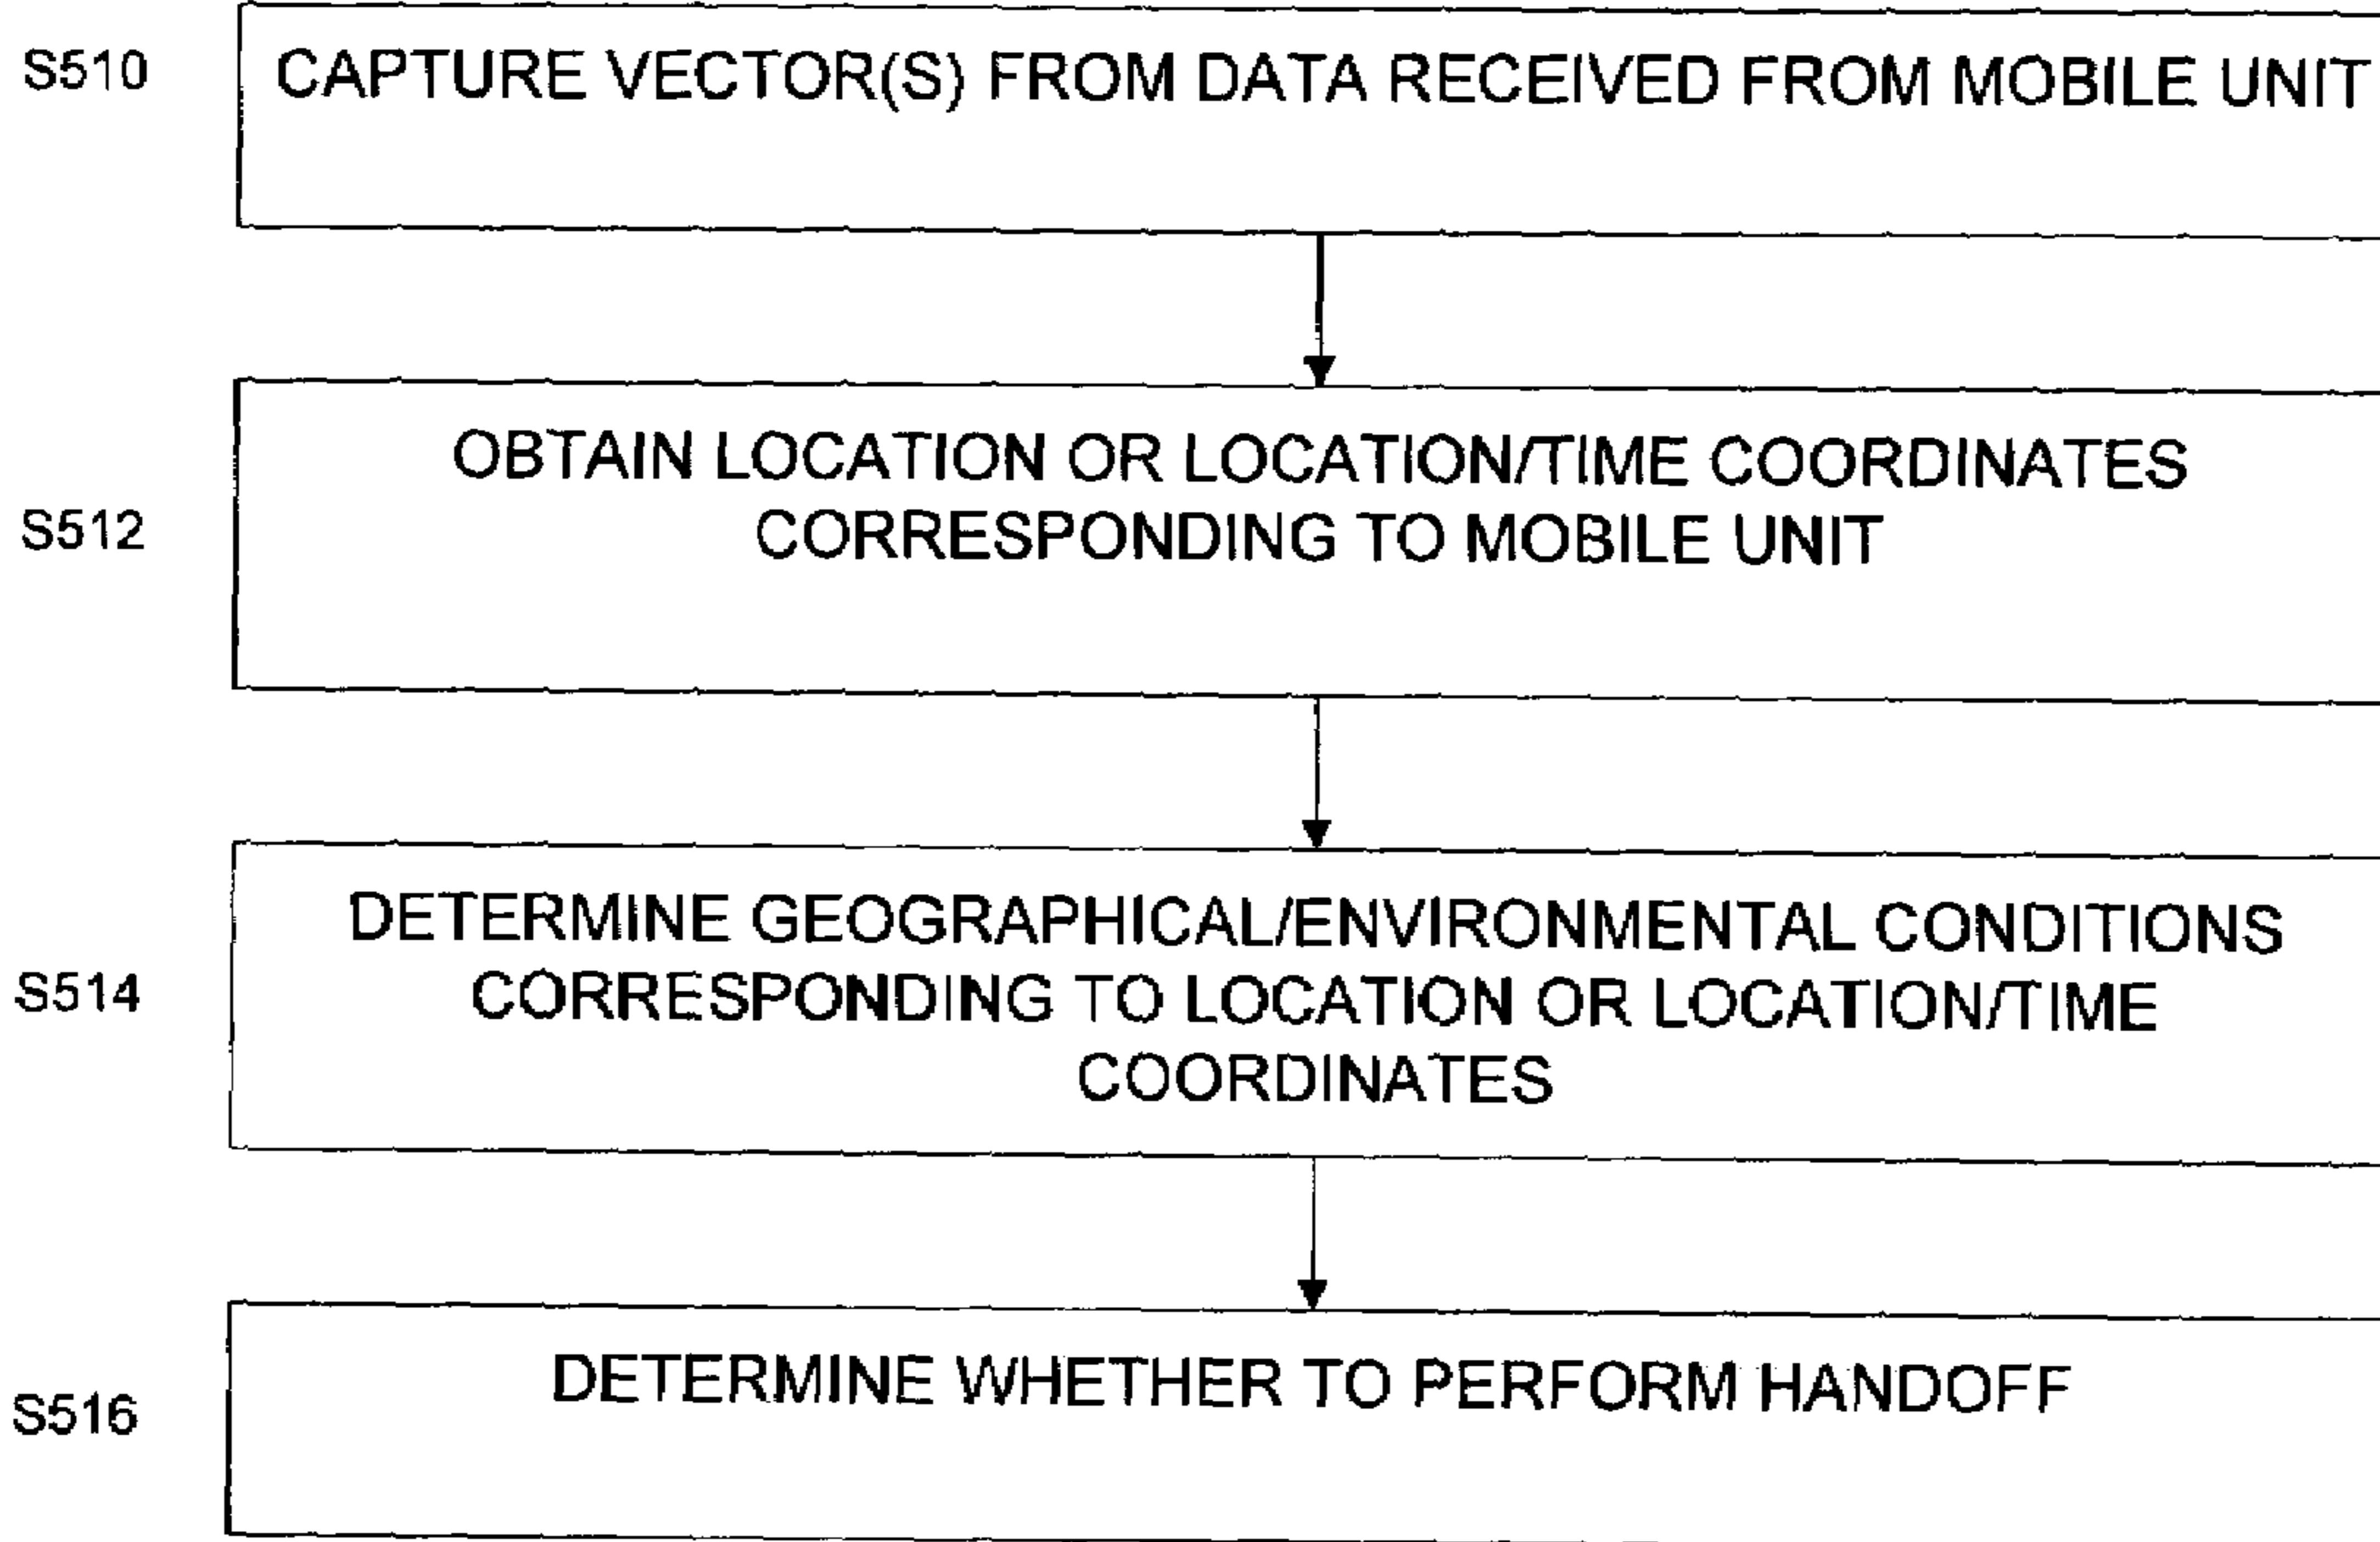 S510
CAPTURE VECTOR(S) FROM DATA RECEIVED FROM MOBILE UNIT
OBTAIN LOCATION OR LOCATION/TIME COORDINATES
CORRESPONDING TO MOBILE UNIT
S512
DETERMINE GEOGRAPHICAL/ENVIRONMENTAL CONDITIONS
CORRESPONDING TO LOCATION OR LOCATION/TIME
COORDINATES
S514
DETERMINE WHETHER TO PERFORM HANDOFF
S516